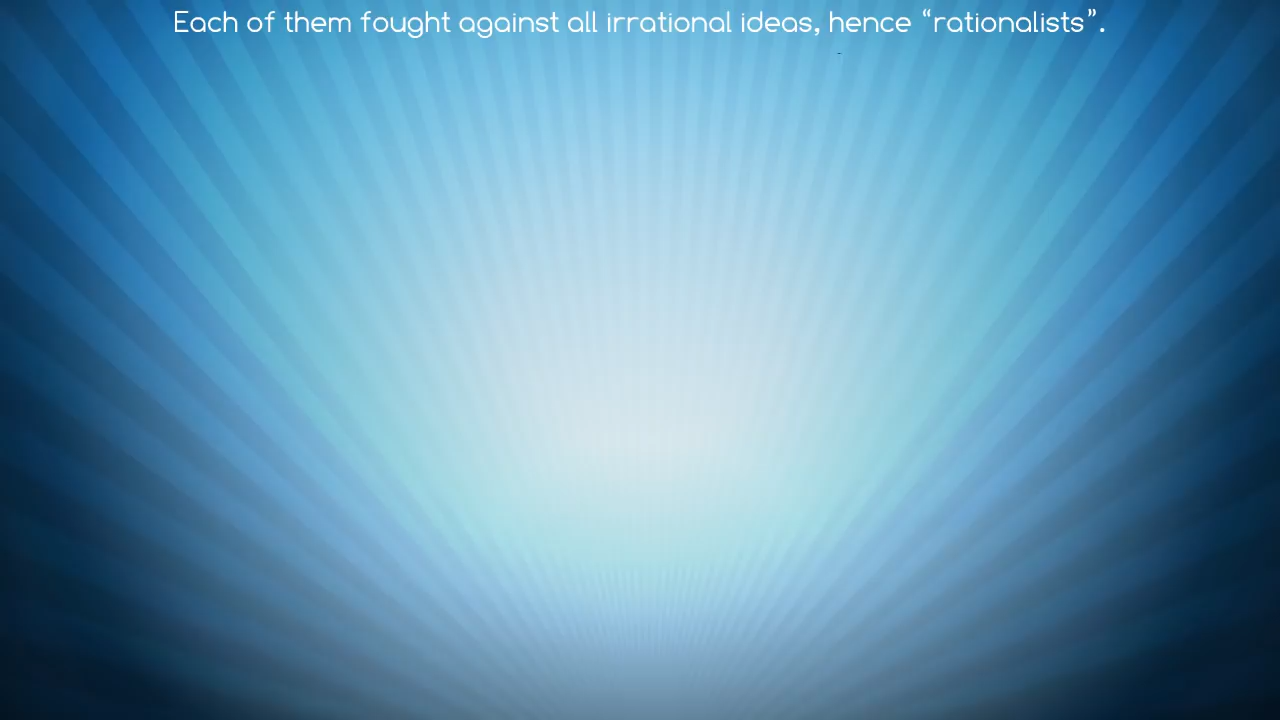 Each of them fought against all irrational ideas, hence “rationalists”.